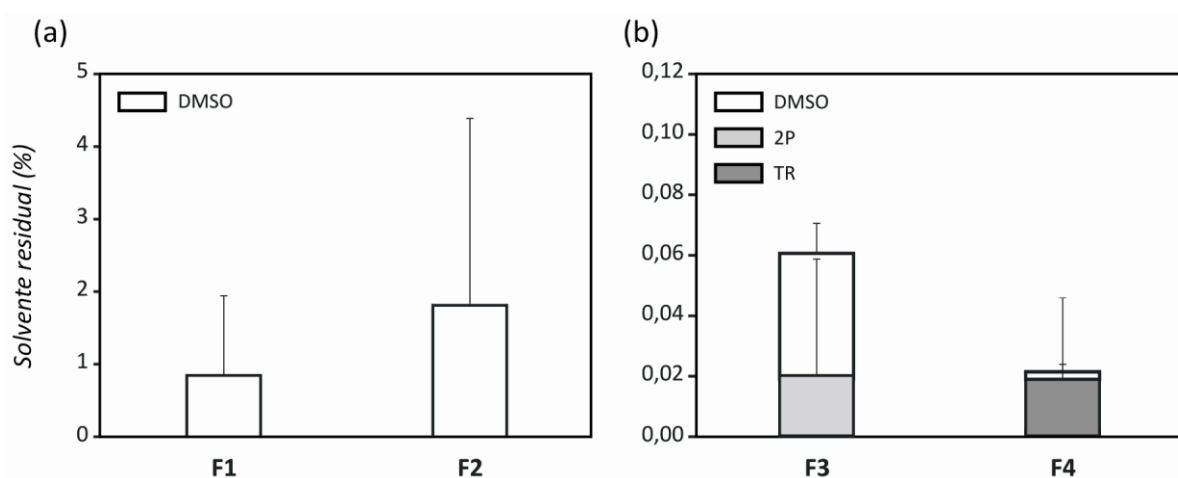 (a)
Solvente residual (%)
5
4
3
2
1
0
DMSO
F1
F2
(b)
0,12
0,10
0,08
0,06
0,04
0,02
0,00
DMSO
2P
TR
F3
F4